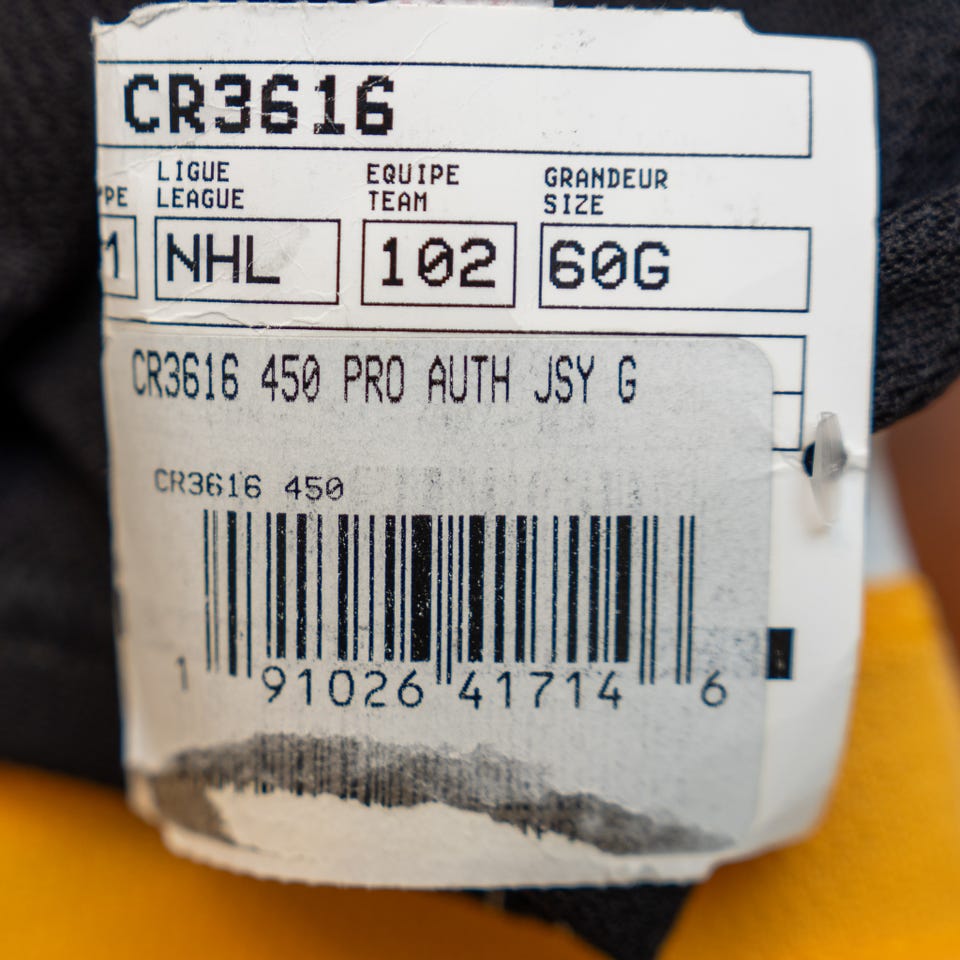 CR3616
LIGUE EQUIPE GRANDEUR
PE LEAGUE TEAM SIZE
NHL 102 60G
CR3616 450 PRO AUTH JSY G
CR3616 450
1 91026 41714 6